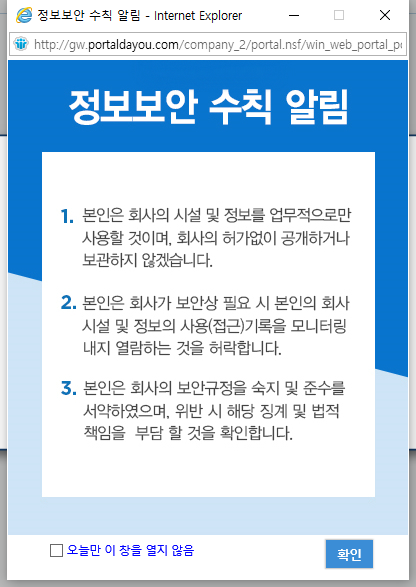 정보보안 수칙 알림 - Internet Explorer
http://gw.portaldayou.com/company_2/portal.nsf/win_web_portal_po
정보보안 수칙 알림
1. 본인은 회사의 시설 및 정보를 업무적으로만
사용할 것이며, 회사의 허가없이 공개하거나
보관하지 않겠습니다.
2. 본인은 회사가 보안상 필요 시 본인의 회사
시설 및 정보의 사용(접근)기록을 모니터링
내지 열람하는 것을 허락합니다.
3. 본인은 회사의 보안규정을 숙지 및 준수를
서약하였으며, 위반 시 해당 징계 및 법적
책임을 부담 할 것을 확인합니다.
오늘만 이 창을 열지 않음
확인